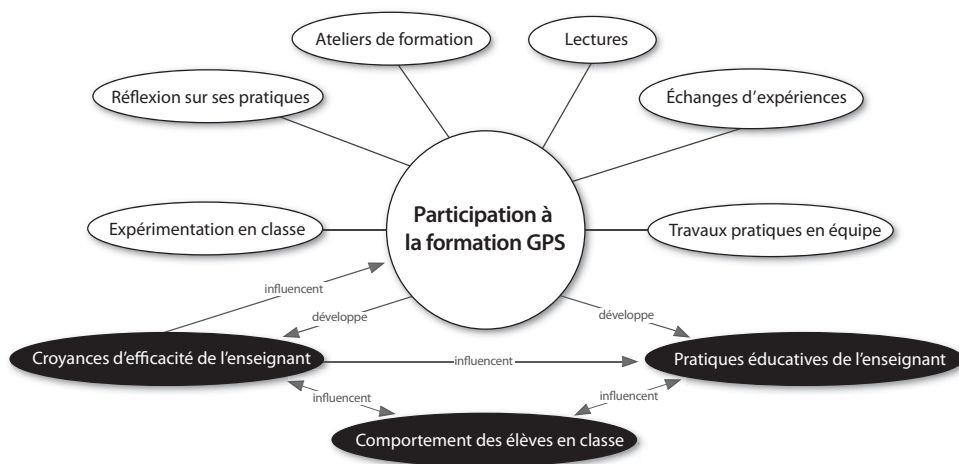 Ateliers de formation
Lectures
Réflexion sur ses pratiques
Échanges d'expériences
Participation à
la formation GPS
Expérimentation en classe
Travaux pratiques en équipe
influencent
développe
développe
Croyances d'efficacité de l'enseignant
influencent
Pratiques éducatives de l'enseignant
influencent
influencent
Comportement des élèves en classe